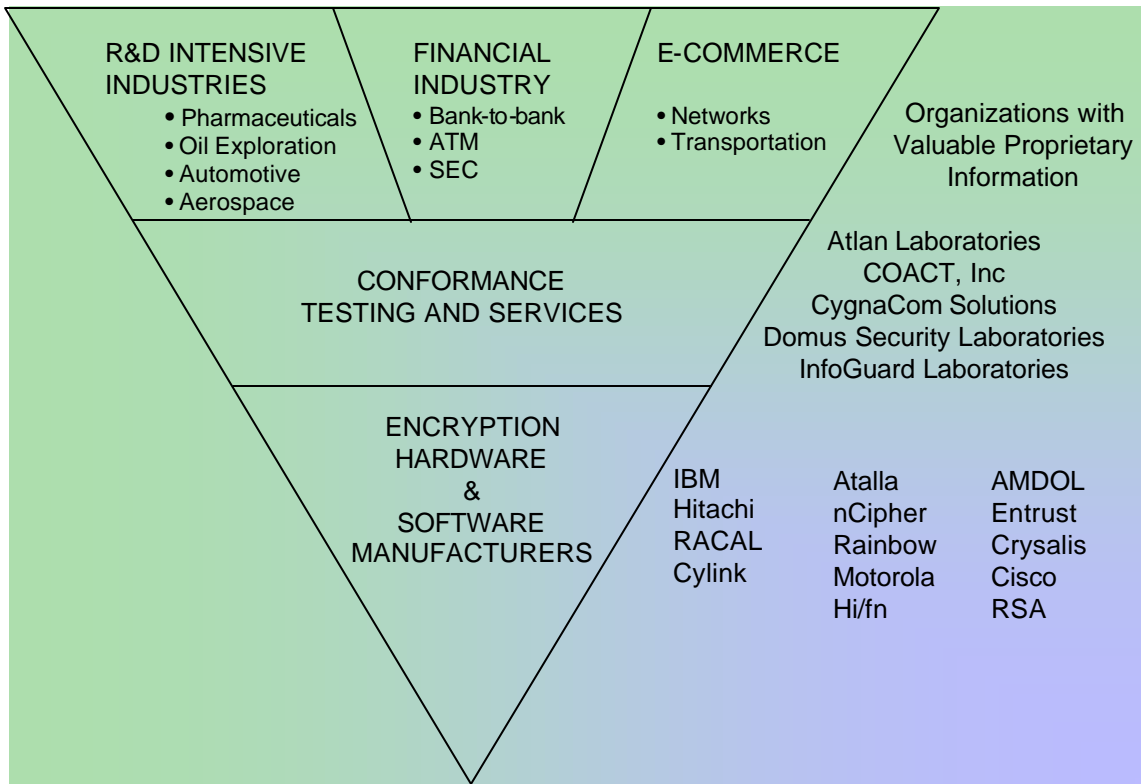 R&D INTENSIVE
INDUSTRIES
• Pharmaceuticals
• Oil Exploration
• Automotive
• Aerospace
FINANCIAL
INDUSTRY
• Bank-to-bank
• ATM
• SEC
E-COMMERCE
• Networks
• Transportation
Organizations with
Valuable Proprietary
Information
CONFORMANCE
TESTING AND SERVICES
Atlan Laboratories
COACT, Inc
CygnaCom Solutions
Domus Security Laboratories
InfoGuard Laboratories
ENCRYPTION
HARDWARE
&
SOFTWARE
MANUFACTURERS
IBM
Hitachi
RACAL
Cylink
Atalla
nCipher
Rainbow
Motorola
Hi/fn
AMDOL
Entrust
Crysalis
Cisco
RSA